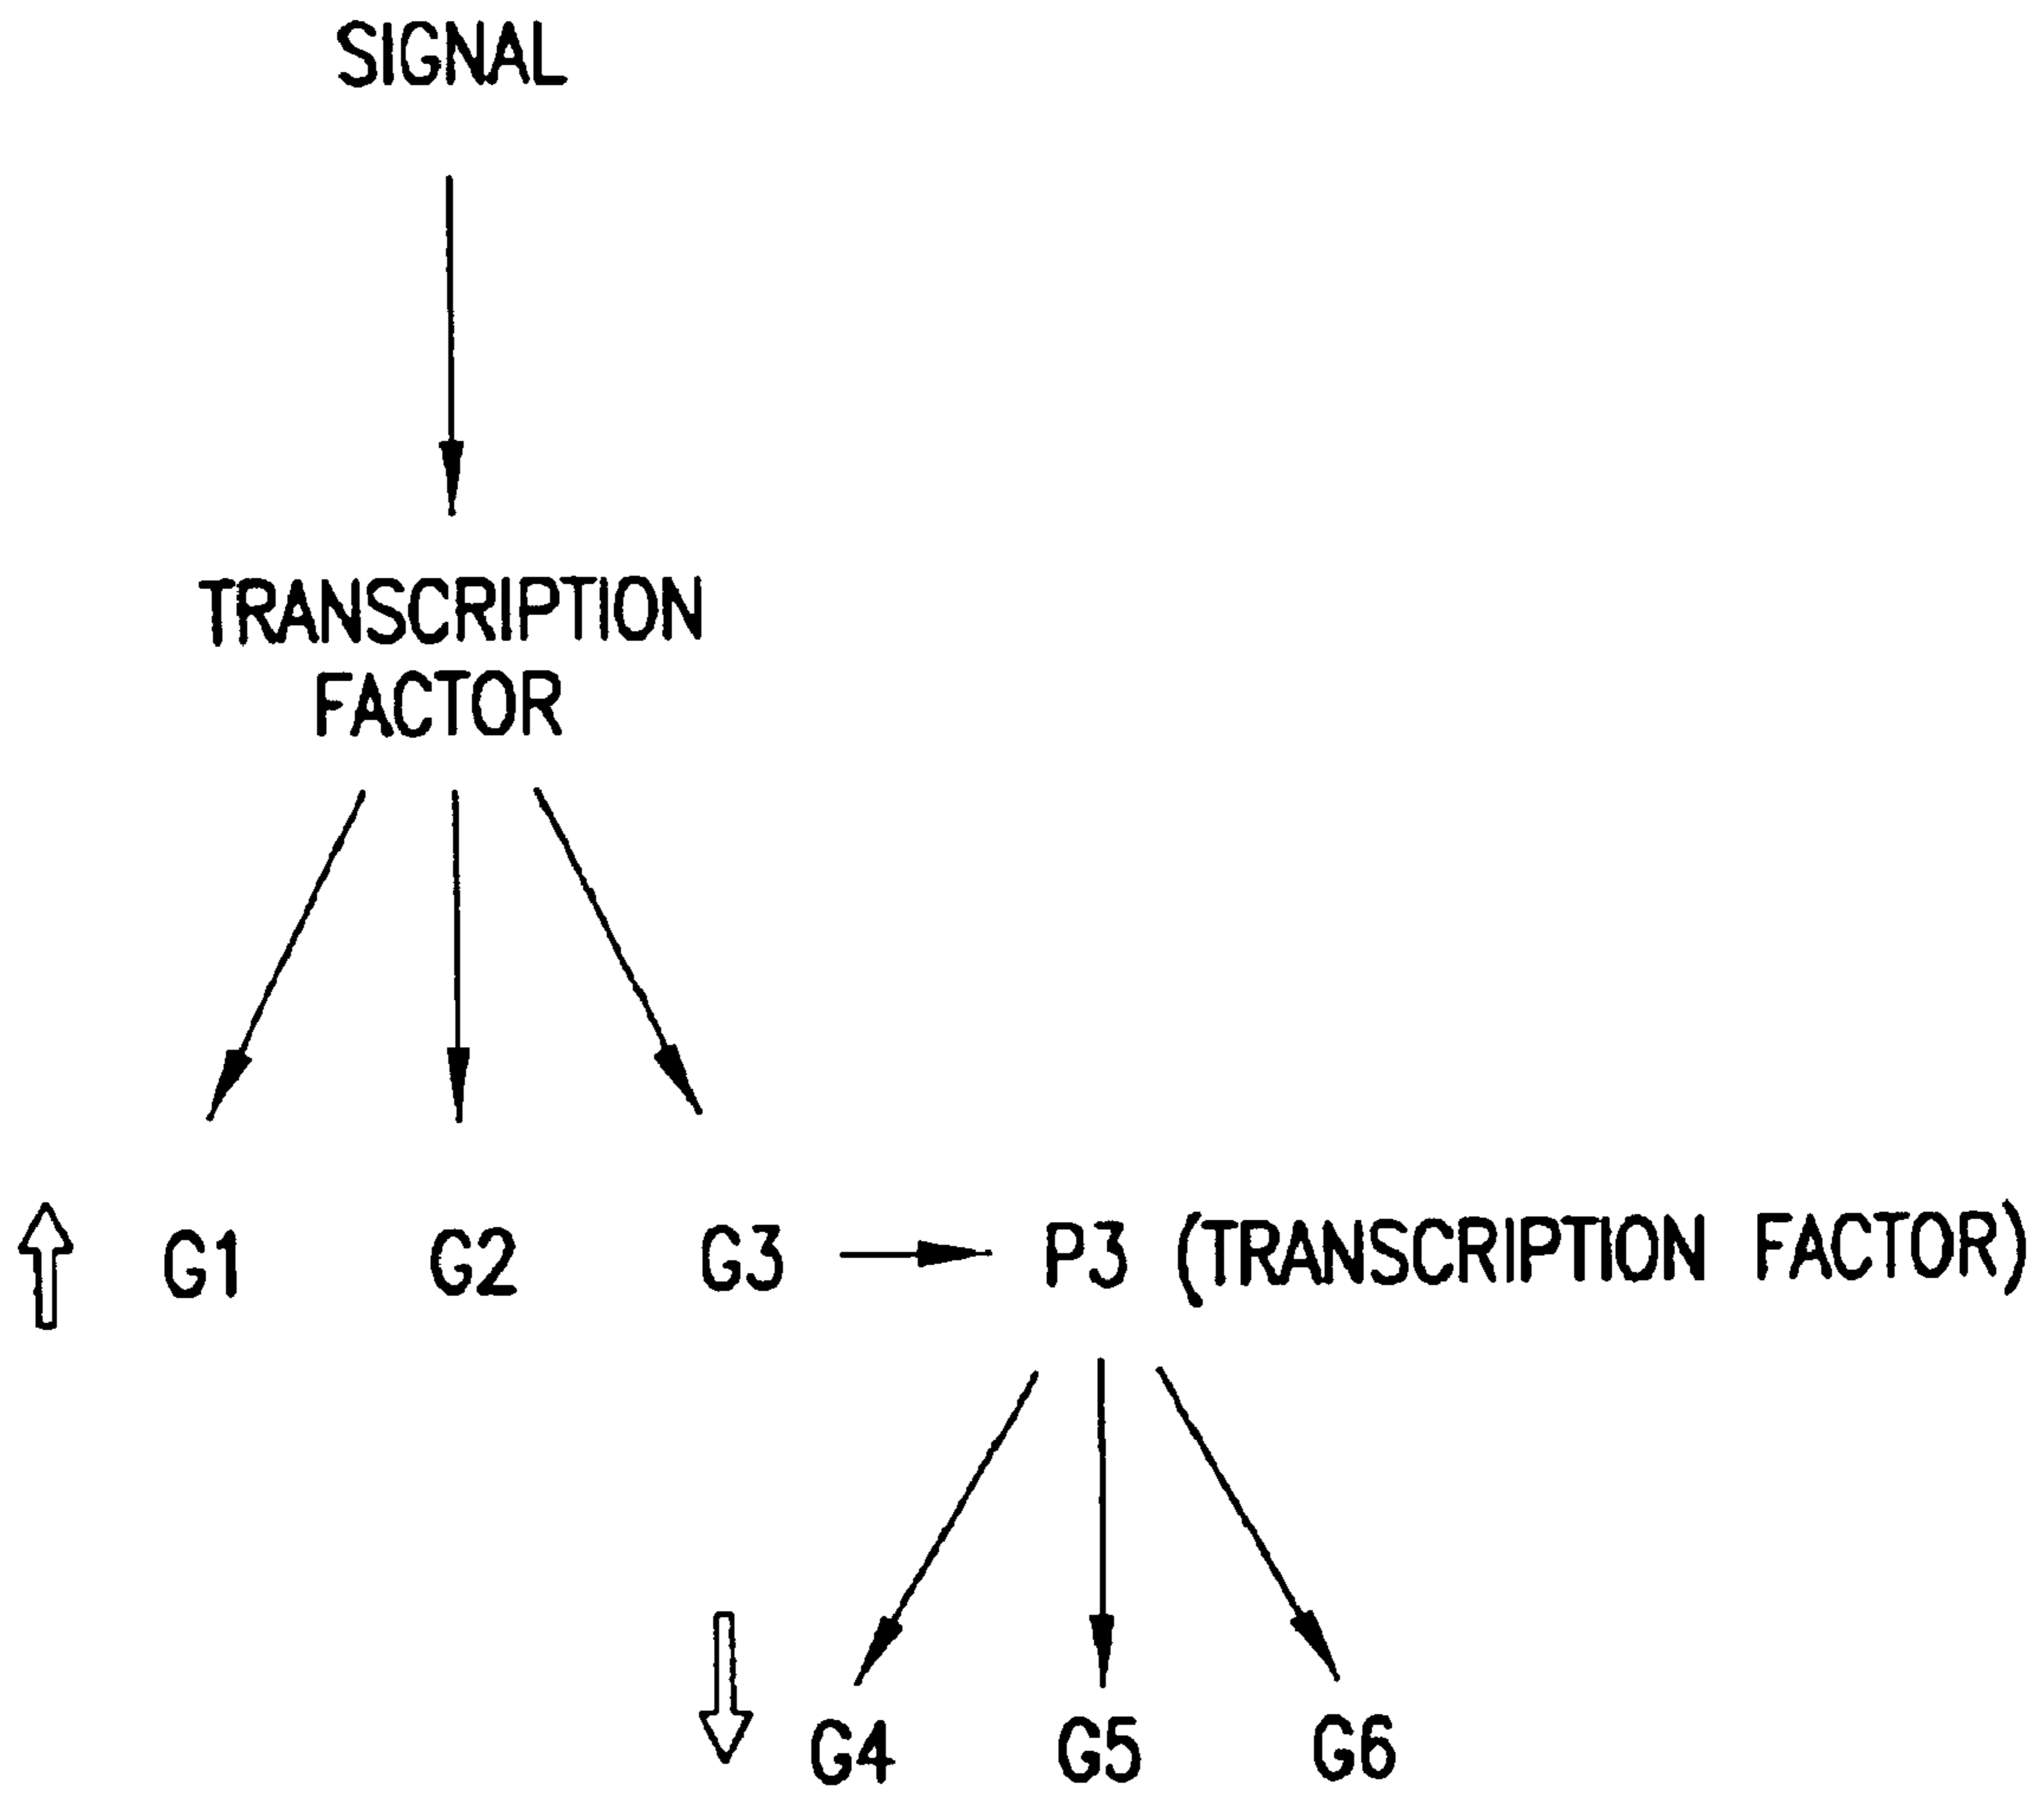 SIGNAL
TRANSCRIPTION
FACTOR
G1 G2 G3 P3 (TRANSCRIPTION FACTOR)
G4 G5 G6